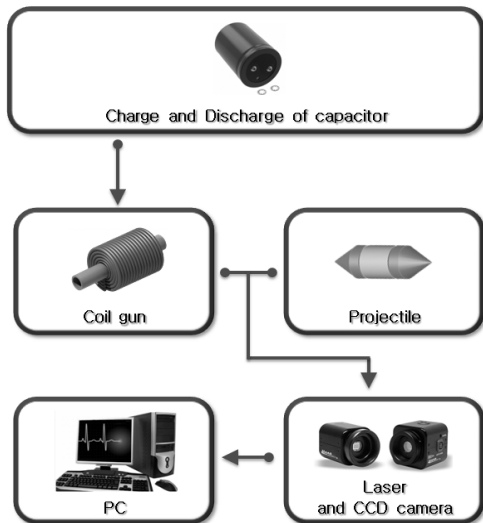 Charge and Discharge of capacitor
Coil gun
Projectile
PC
Laser
and CCD camera